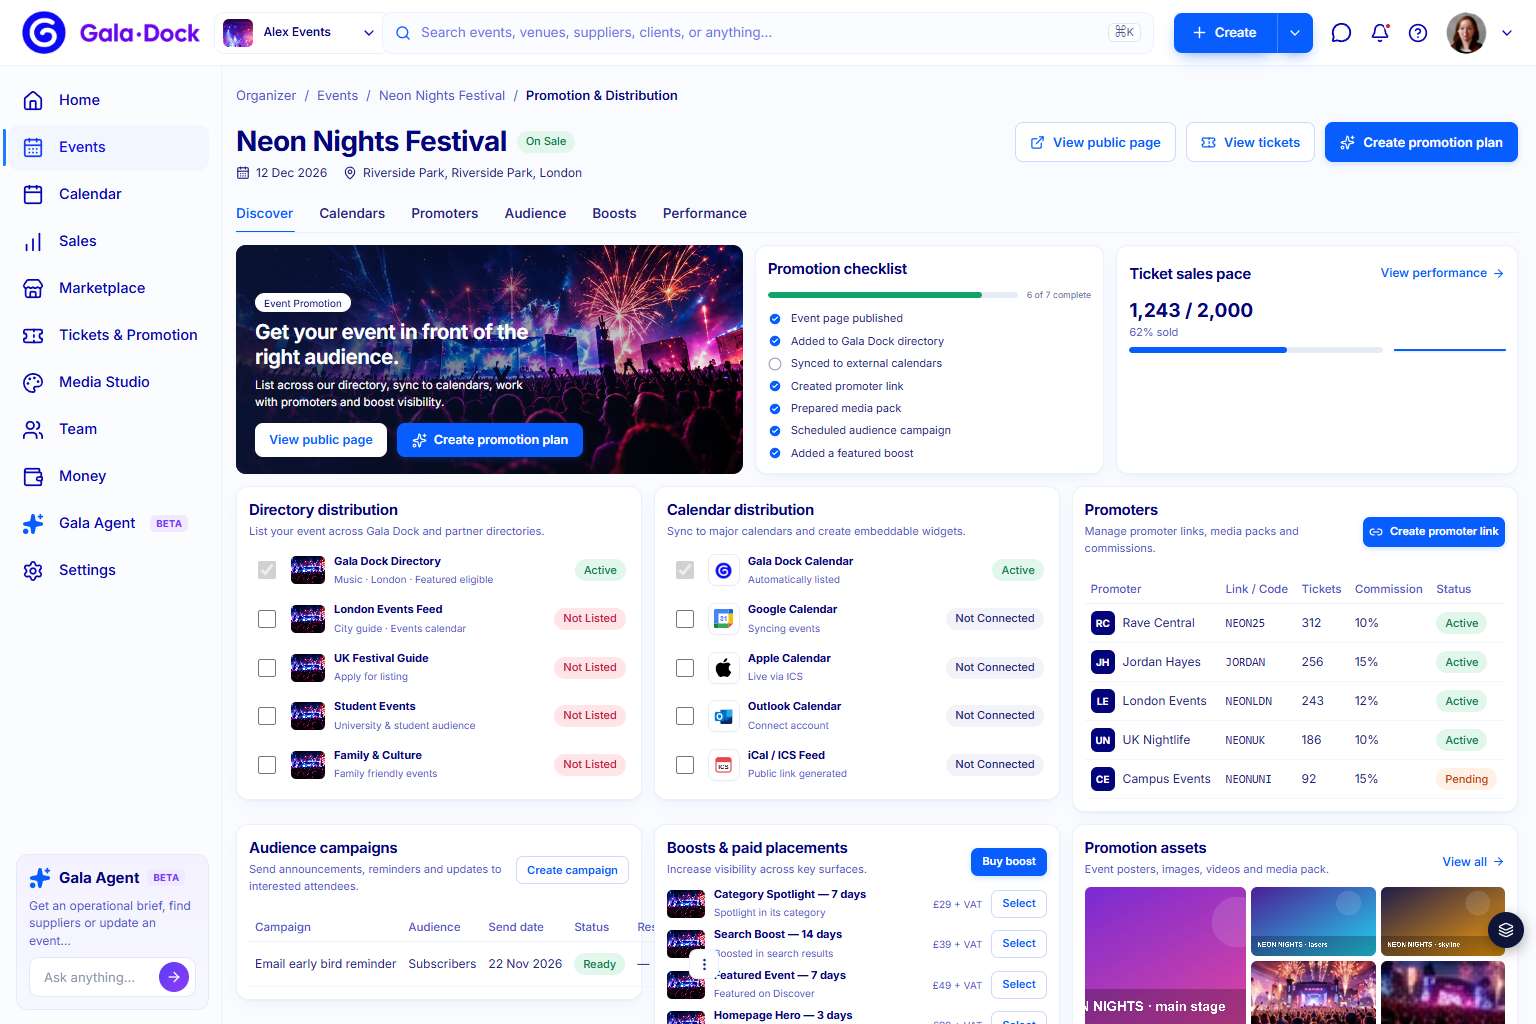 Gala·Dock
Alex Events
Search events, venues, suppliers, clients, or anything...
⌘K
Create
Home
Events
Calendar
Sales
Marketplace
Tickets & Promotion
Media Studio
Team
Money
Gala Agent BETA
Settings
Gala Agent BETA
Get an operational brief, find
suppliers or update an
event...
Ask anything...
Organizer / Events / Neon Nights Festival / Promotion & Distribution
Neon Nights Festival On Sale
12 Dec 2026 Riverside Park, Riverside Park, London
View public page
View tickets
Create promotion plan
Discover Calendars Promoters Audience Boosts Performance
Event Promotion
Get your event in front of the
right audience.
List across our directory, sync to calendars, work
with promoters and boost visibility.
View public page
Create promotion plan
Promotion checklist
6 of 7 complete
Event page published
Added to Gala Dock directory
Synced to external calendars
Created promoter link
Prepared media pack
Scheduled audience campaign
Added a featured boost
Ticket sales pace
View performance →
1,243 / 2,000
62% sold
Directory distribution
List your event across Gala Dock and partner directories.
Gala Dock Directory
Music · London · Featured eligible
Active
London Events Feed
City guide · Events calendar
Not Listed
UK Festival Guide
Apply for listing
Not Listed
Student Events
University & student audience
Not Listed
Family & Culture
Family friendly events
Not Listed
Calendar distribution
Sync to major calendars and create embeddable widgets.
Gala Dock Calendar
Automatically listed
Active
31
Google Calendar
Syncing events
Not Connected
Apple Calendar
Live via ICS
Not Connected
Outlook Calendar
Connect account
Not Connected
ICS
iCal / ICS Feed
Public link generated
Not Connected
Promoters
Manage promoter links, media packs and
commissions.
Create promoter link
Promoter Link / Code Tickets Commission Status
RC Rave Central NEON25 312 10% Active
JH Jordan Hayes JORDAN 256 15% Active
LE London Events NEONLDN 243 12% Active
UN UK Nightlife NEONUK 186 10% Active
CE Campus Events NEONUNI 92 15% Pending
Audience campaigns
Send announcements, reminders and updates to
interested attendees.
Create campaign
Campaign Audience Send date Status Res
Email early bird reminder Subscribers 22 Nov 2026 Ready —
Boosts & paid placements
Increase visibility across key surfaces.
Buy boost
Category Spotlight — 7 days
Spotlight in its category
£29 + VAT
Select
Search Boost — 14 days
Boosted in search results
£39 + VAT
Select
Featured Event — 7 days
Featured on Discover
£49 + VAT
Select
Homepage Hero — 3 days
Promotion assets
Event posters, images, videos and media pack.
View all →
NIGHTS · main stage
NEON NIGHTS · lasers
NEON NIGHTS · skyline